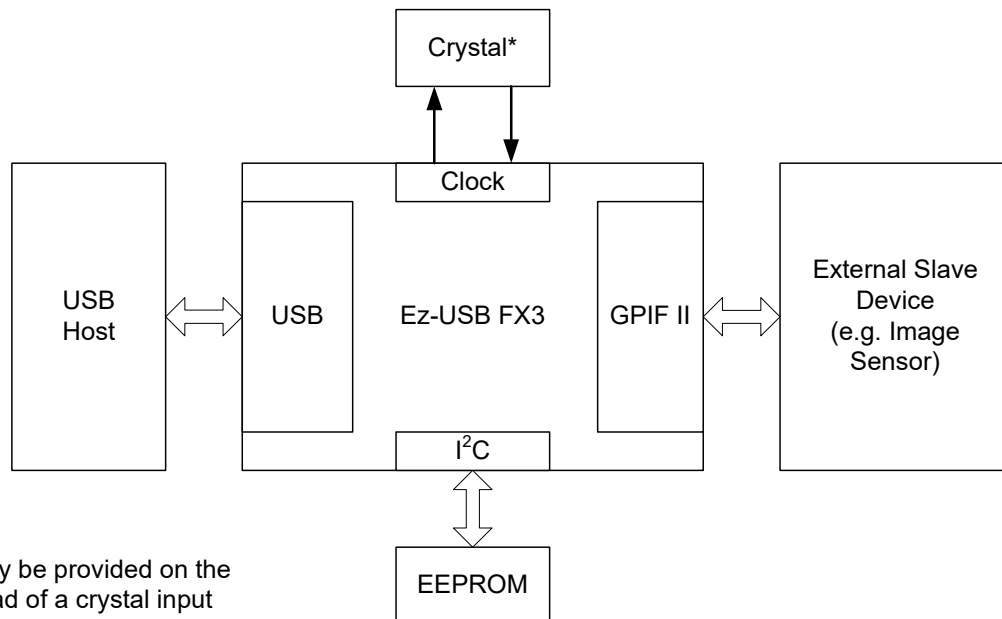 Crystal*
Clock
USB
Host
USB
Ez-USB FX3
GPIF II
External Slave
Device
(e.g. Image
Sensor)
I²C
EEPROM
be provided on the
of a crystal input